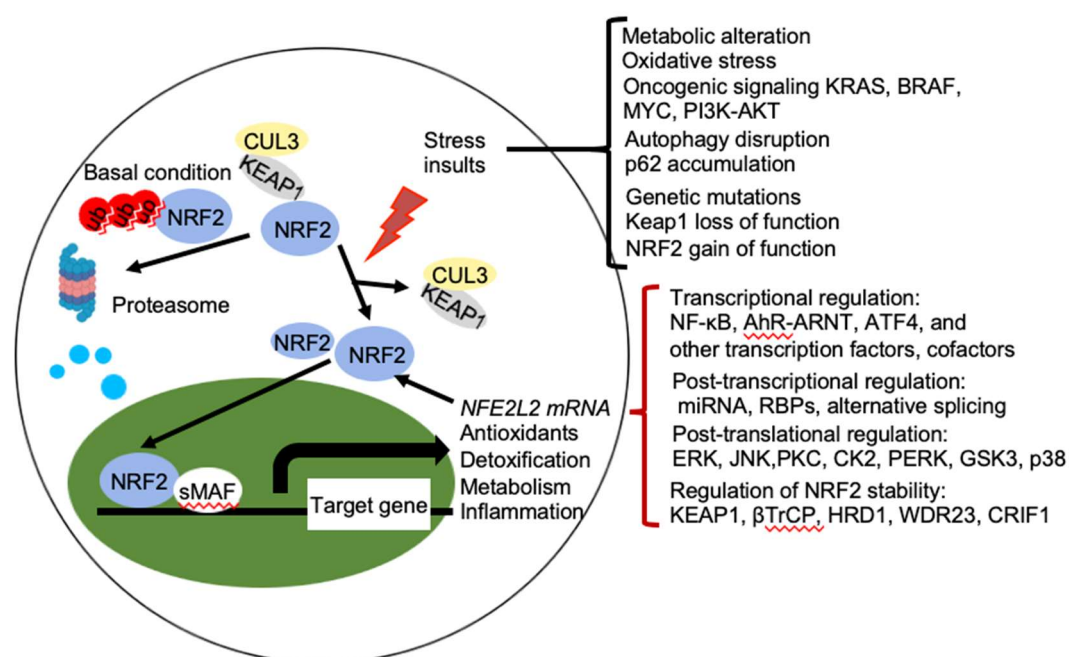 Metabolic alteration
Oxidative stress
Oncogenic signaling KRAS, BRAF,
MYC, PI3K-AKT
Autophagy disruption
p62 accumulation
Genetic mutations
Keap1 loss of function
NRF2 gain of function
Stress
insults
CUL3
KEAP1
Basal condition
ub ub ub
NRF2
NRF2
Proteasome
CUL3
KEAP1
NRF2
NRF2
NFE2L2 mRNA
Antioxidants
Detoxification
Metabolism
Inflammation
NRF2
sMAF
Target gene
Transcriptional regulation:
NF-κB, AhR-ARNT, ATF4, and
other transcription factors, cofactors
Post-transcriptional regulation:
miRNA, RBPs, alternative splicing
Post-translational regulation:
ERK, JNK,PKC, CK2, PERK, GSK3, p38
Regulation of NRF2 stability:
KEAP1, βTrCP, HRD1, WDR23, CRIF1